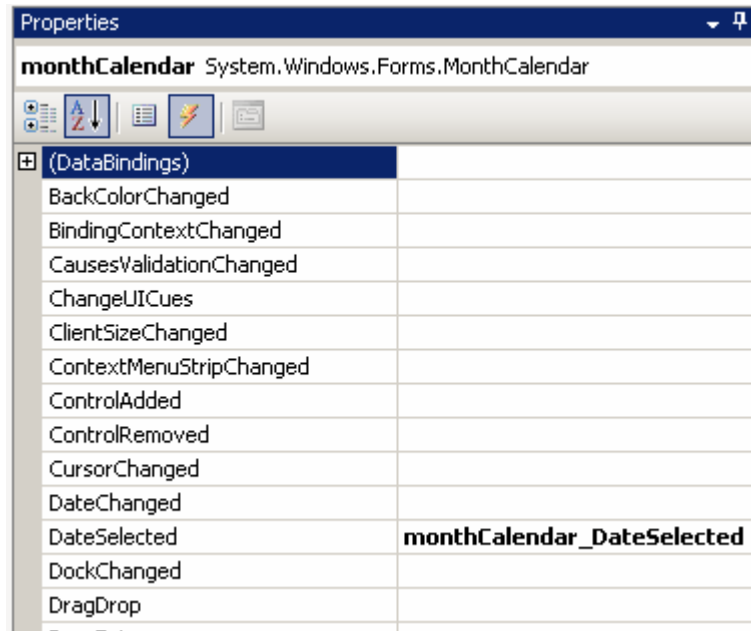 Properties
monthCalendar System.Windows.Forms.MonthCalendar
(DataBindings)
BackColorChanged
BindingContextChanged
CausesValidationChanged
ChangeUICues
ClientSizeChanged
ContextMenuStripChanged
ControlAdded
ControlRemoved
CursorChanged
DateChanged
DateSelected monthCalendar_DateSelected
DockChanged
DragDrop